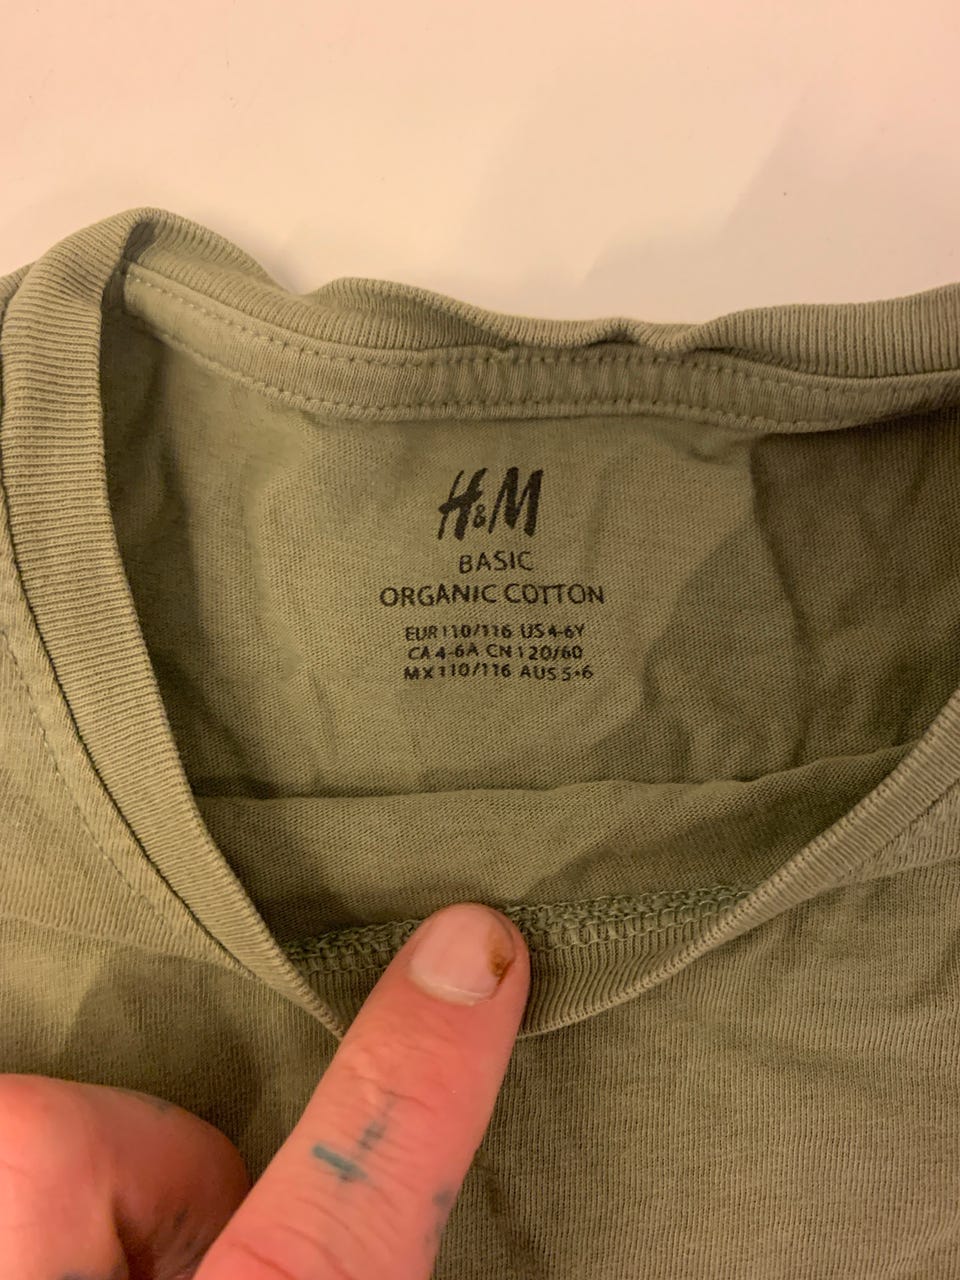 H&M
BASIC
ORGANIC COTTON
EUR 110/116 US 4-6Y
CA 4-6A CN 120/60
MX 110/116 AUS 5-6